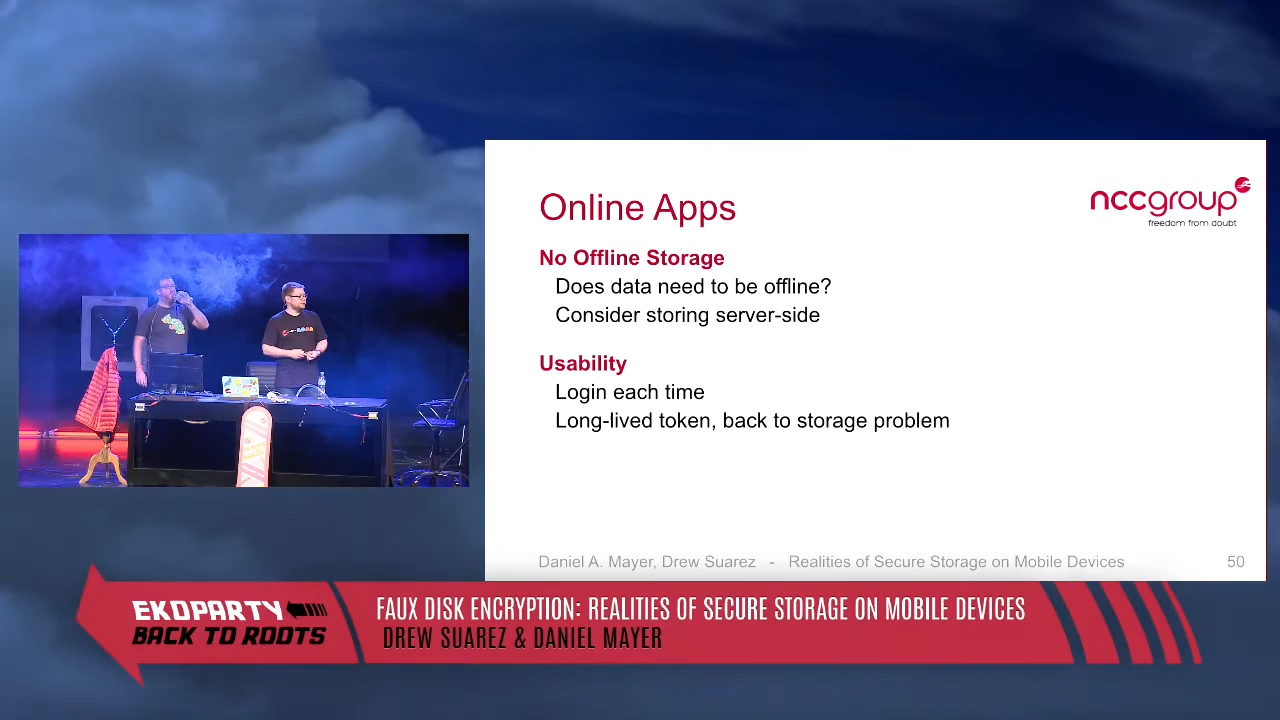 Online Apps
nccgroup
freedom from doubt
No Offline Storage
Does data need to be offline?
Consider storing server-side
Usability
Login each time
Long-lived token, back to storage problem
Daniel A. Mayer, Drew Suarez - Realities of Secure Storage on Mobile Devices 50
EKOPARTY
BACK TO ROOTS
FAUX DISK ENCRYPTION: REALITIES OF SECURE STORAGE ON MOBILE DEVICES
DREW SUAREZ & DANIEL MAYER